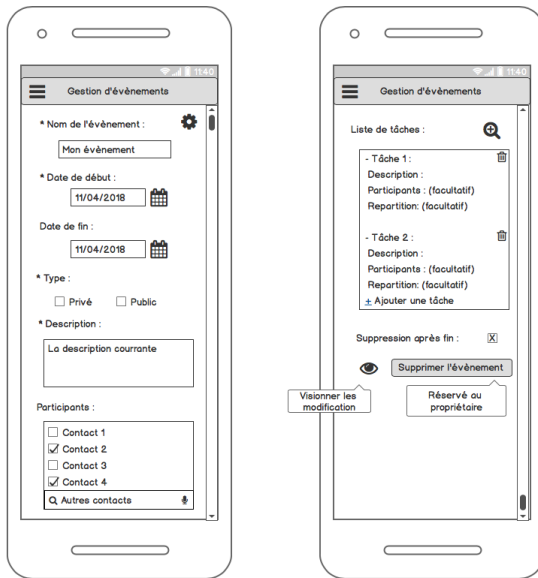 11:40
Gestion d'évènements
* Nom de l'évènement :
Mon évènement
* Date de début :
11/04/2018
Date de fin :
11/04/2018
* Type :
Privé Public
* Description :
La description courrante
Participants :
Contact 1
Contact 2
Contact 3
Contact 4
Autres contacts
11:40
Gestion d'évènements
Liste de tâches :
- Tâche 1 :
Description :
Participants : (facultatif)
Repartition: (facultatif)
- Tâche 2 :
Description :
Participants : (facultatif)
Repartition: (facultatif)
+ Ajouter une tâche
Suppression après fin : X
Supprimer l'évènement
Visionner les
modification
Réservé au
propriétaire